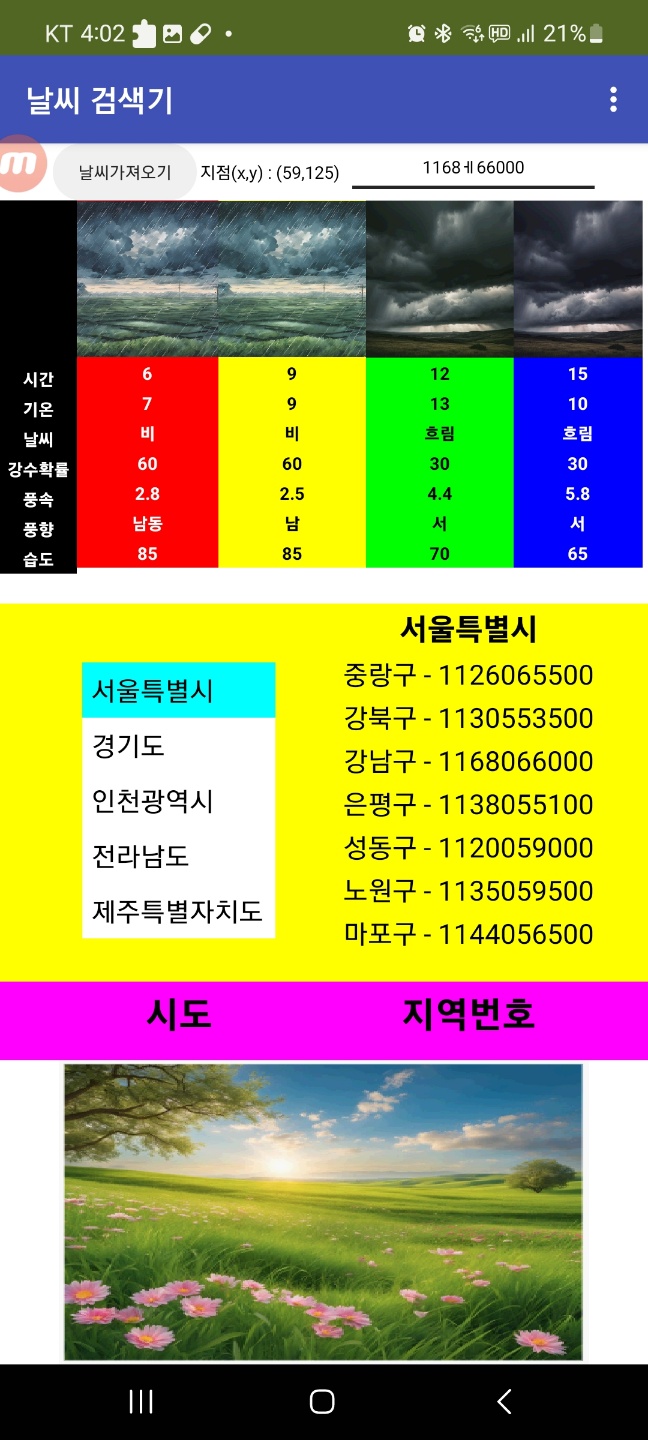 KT 4:02 HD 21%
날씨 검색기
m 날씨가져오기 지점(x,y) : (59,125) 1168ㅔ66000
시간 6 9 12 15
기온 7 9 13 10
날씨 비 비 흐림 흐림
강수확률 60 60 30 30
풍속 2.8 2.5 4.4 5.8
풍향 남동 남 서 서
습도 85 85 70 65
서울특별시
경기도
인천광역시
전라남도
제주특별자치도
서울특별시
중랑구 - 1126065500
강북구 - 1130553500
강남구 - 1168066000
은평구 - 1138055100
성동구 - 1120059000
노원구 - 1135059500
마포구 - 1144056500
시도 지역번호